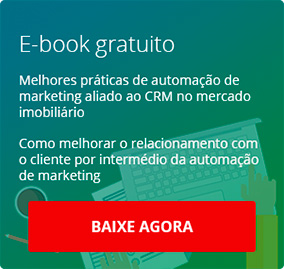 E-book gratuito
Melhores práticas de automação de
marketing aliado ao CRM no mercado
imobiliário
Como melhorar o relacionamento com
o cliente por intermédio da automação
de marketing
BAIXE AGORA